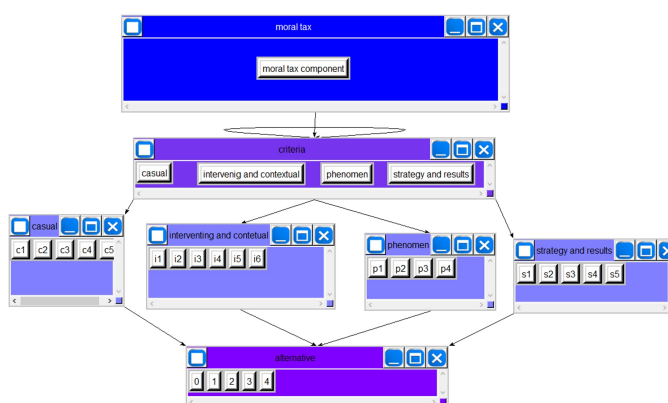 moral tax
moral tax component
criteria
casual intervenig and contextual phenomen strategy and results
casual
c1 c2 c3 c4 c5
interventing and contetual
i1 i2 i3 i4 i5 i6
phenomen
p1 p2 p3 p4
strategy and results
s1 s2 s3 s4 s5
alternative
0 1 2 3 4